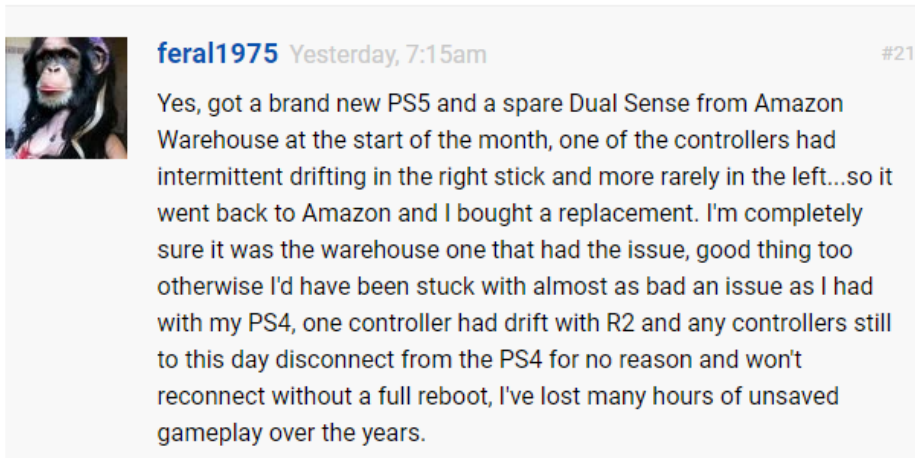 feral1975 Yesterday, 7:15am #21
Yes, got a brand new PS5 and a spare Dual Sense from Amazon
Warehouse at the start of the month, one of the controllers had
intermittent drifting in the right stick and more rarely in the left...so it
went back to Amazon and I bought a replacement. I'm completely
sure it was the warehouse one that had the issue, good thing too
otherwise I'd have been stuck with almost as bad an issue as I had
with my PS4, one controller had drift with R2 and any controllers still
to this day disconnect from the PS4 for no reason and won't
reconnect without a full reboot, I've lost many hours of unsaved
gameplay over the years.